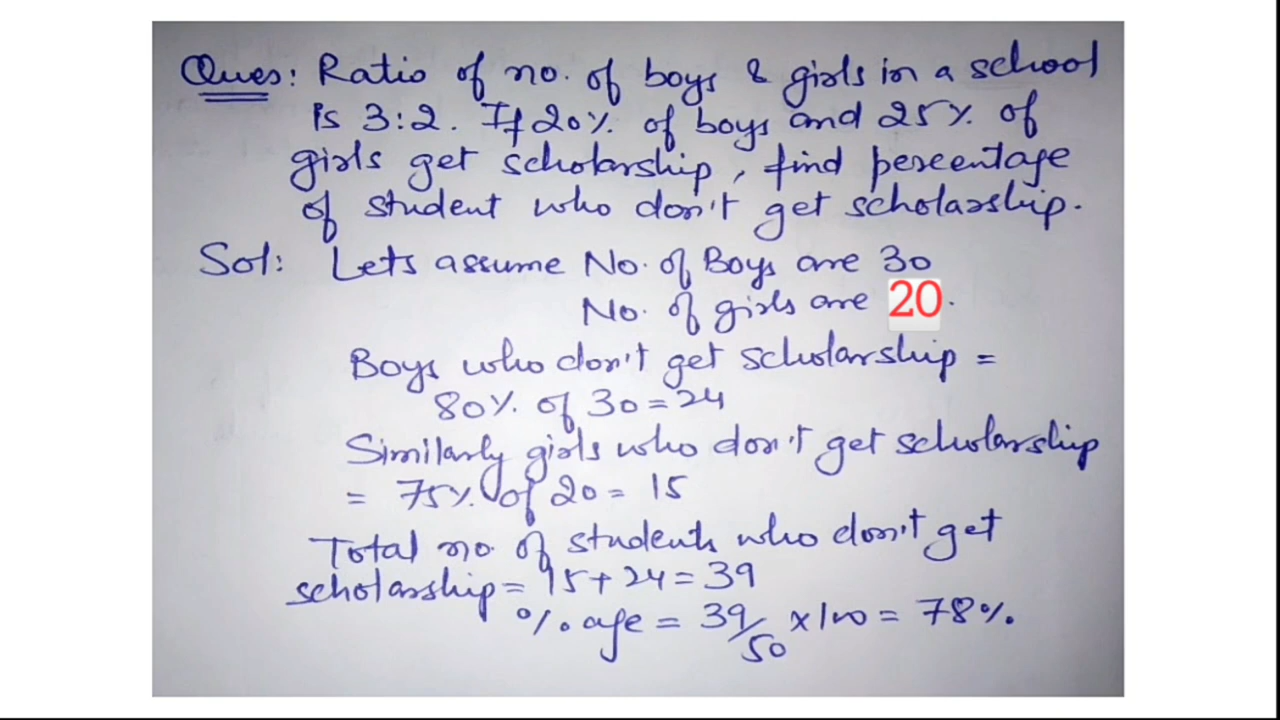 Ques: Ratio of no. of boys & girls in a school
is 3:2. If 20% of boys and 25% of
girls get scholarship, find percentage
of student who don't get scholarship.
Sol: Lets assume No. of Boys are 30
No. of girls are 20.
Boys who don't get scholarship =
80% of 30 = 24
Similarly girls who don't get scholarship
= 75% of 20 = 15
Total no. of students who don't get
scholarship = 15 + 24 = 39
%age = 39/50 x 100 = 78%.